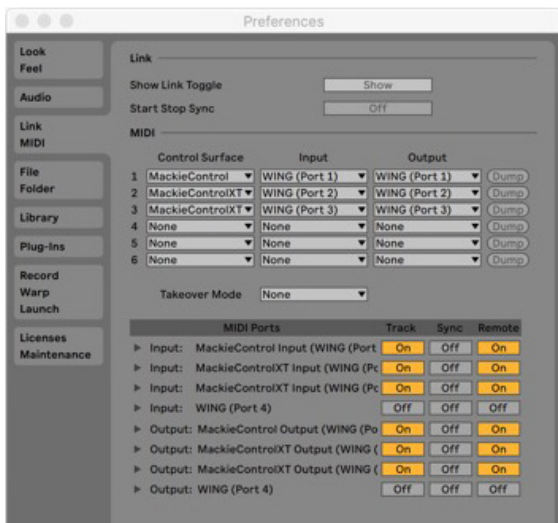 Preferences
Look
Feel
Audio
Link
MIDI
File
Folder
Library
Plug-Ins
Record
Warp
Launch
Licenses
Maintenance
Link
Show Link Toggle Show
Start Stop Sync Off
MIDI
Control Surface Input Output
1 MackieControl WING (Port 1) WING (Port 1) Dump
2 MackieControlXT WING (Port 2) WING (Port 2) Dump
3 MackieControlXT WING (Port 3) WING (Port 3) Dump
4 None None None Dump
5 None None None Dump
6 None None None Dump
Takeover Mode None
MIDI Ports Track Sync Remote
Input: MackieControl Input (WING (Port On Off On
Input: MackieControlXT Input (WING (Po On Off On
Input: MackieControlXT Input (WING (Po On Off On
Input: WING (Port 4) Off Off Off
Output: MackieControl Output (WING (Po On Off On
Output: MackieControlXT Output (WING ( On Off On
Output: MackieControlXT Output (WING ( On Off On
Output: WING (Port 4) Off Off Off